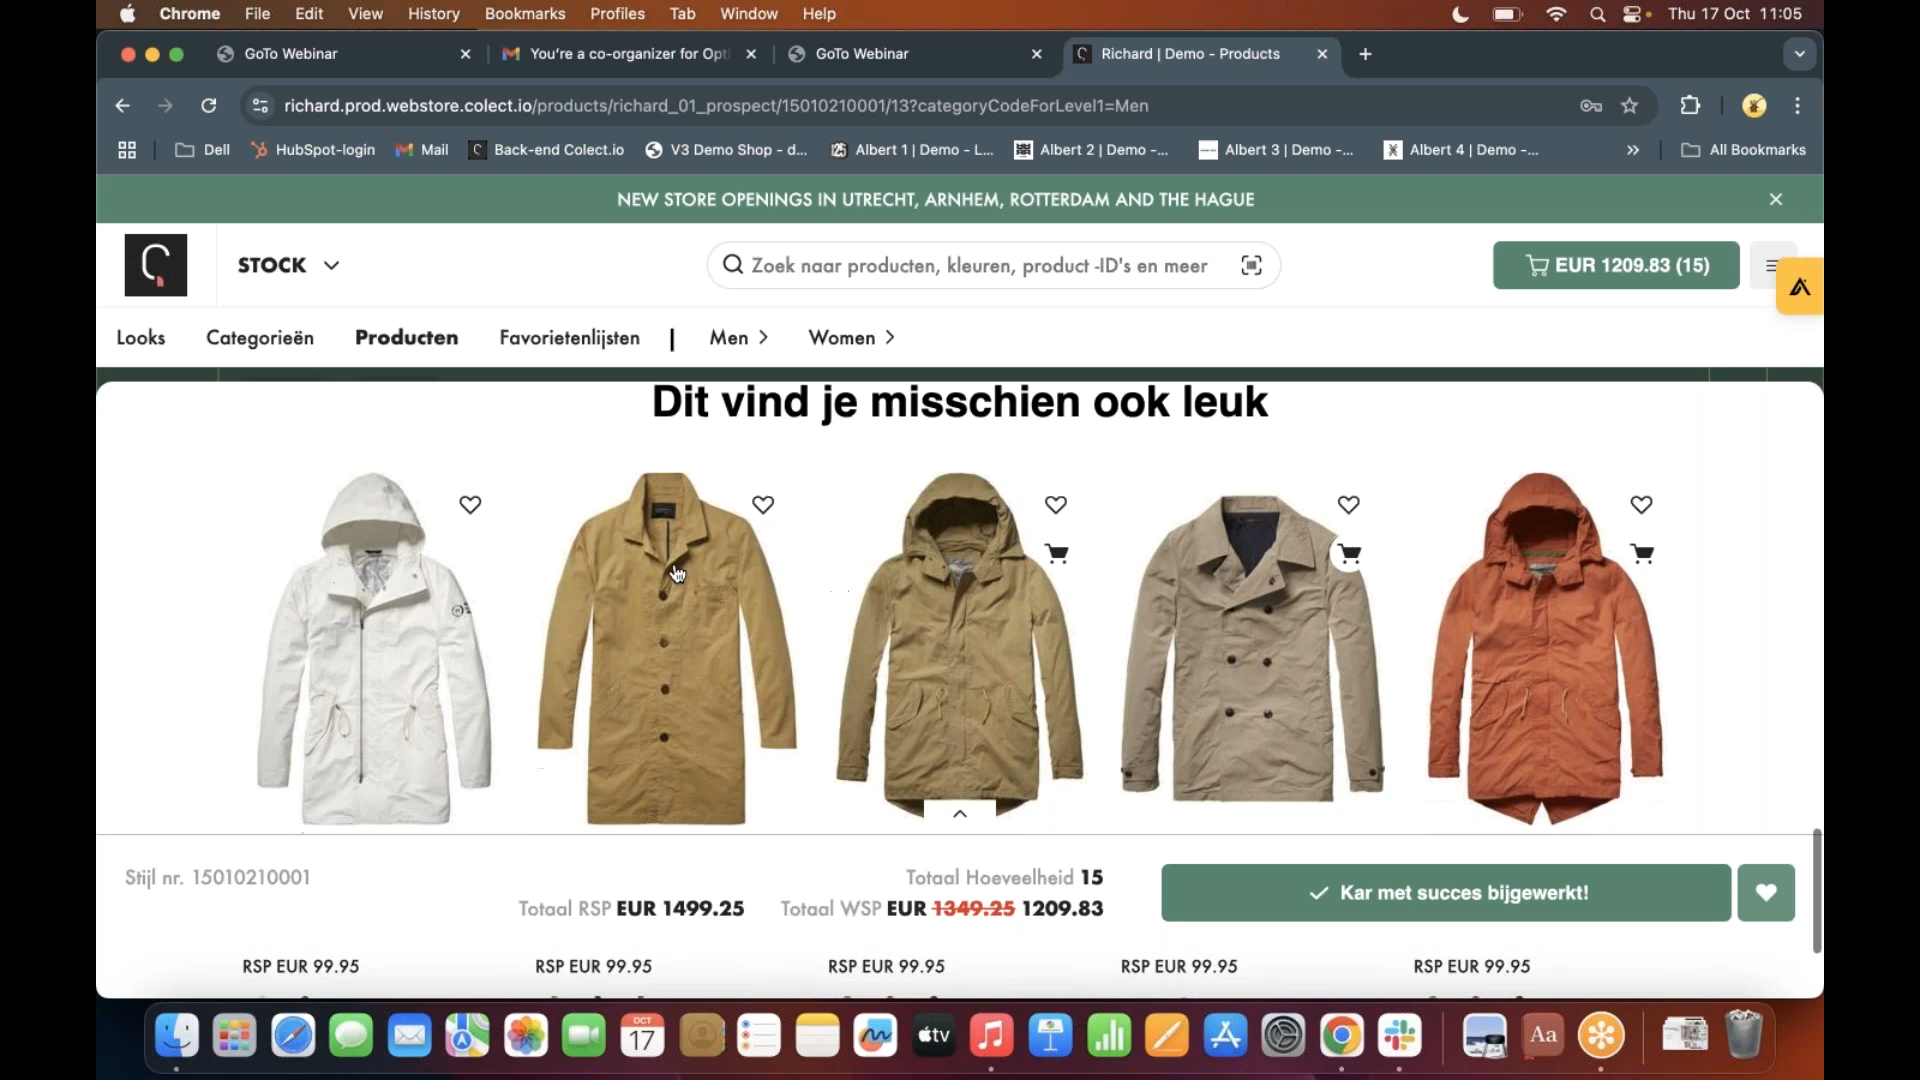 Chrome File Edit View History Bookmarks Profiles Tab Window Help Thu 17 Oct 11:05
GoTo Webinar You're a co-organizer for Opti GoTo Webinar Richard | Demo - Products
richard.prod.webstore.colect.io/products/richard_01_prospect/15010210001/13?categoryCodeForLevel1=Men
Dell HubSpot-login Mail Back-end Colect.io V3 Demo Shop - d... Albert 1 | Demo - L... Albert 2 | Demo -... Albert 3 | Demo -... Albert 4 | Demo -... All Bookmarks
NEW STORE OPENINGS IN UTRECHT, ARNHEM, ROTTERDAM AND THE HAGUE
STOCK Zoek naar producten, kleuren, product -ID's en meer EUR 1209.83 (15)
Looks Categorieën Producten Favorietenlijsten | Men Women
Dit vind je misschien ook leuk
Stijl nr. 15010210001 Totaal Hoeveelheid 15
Totaal RSP EUR 1499.25 Totaal WSP EUR 1349.25 1209.83
Kar met succes bijgewerkt!
RSP EUR 99.95 RSP EUR 99.95 RSP EUR 99.95 RSP EUR 99.95 RSP EUR 99.95
OCT
17
tv
Aa